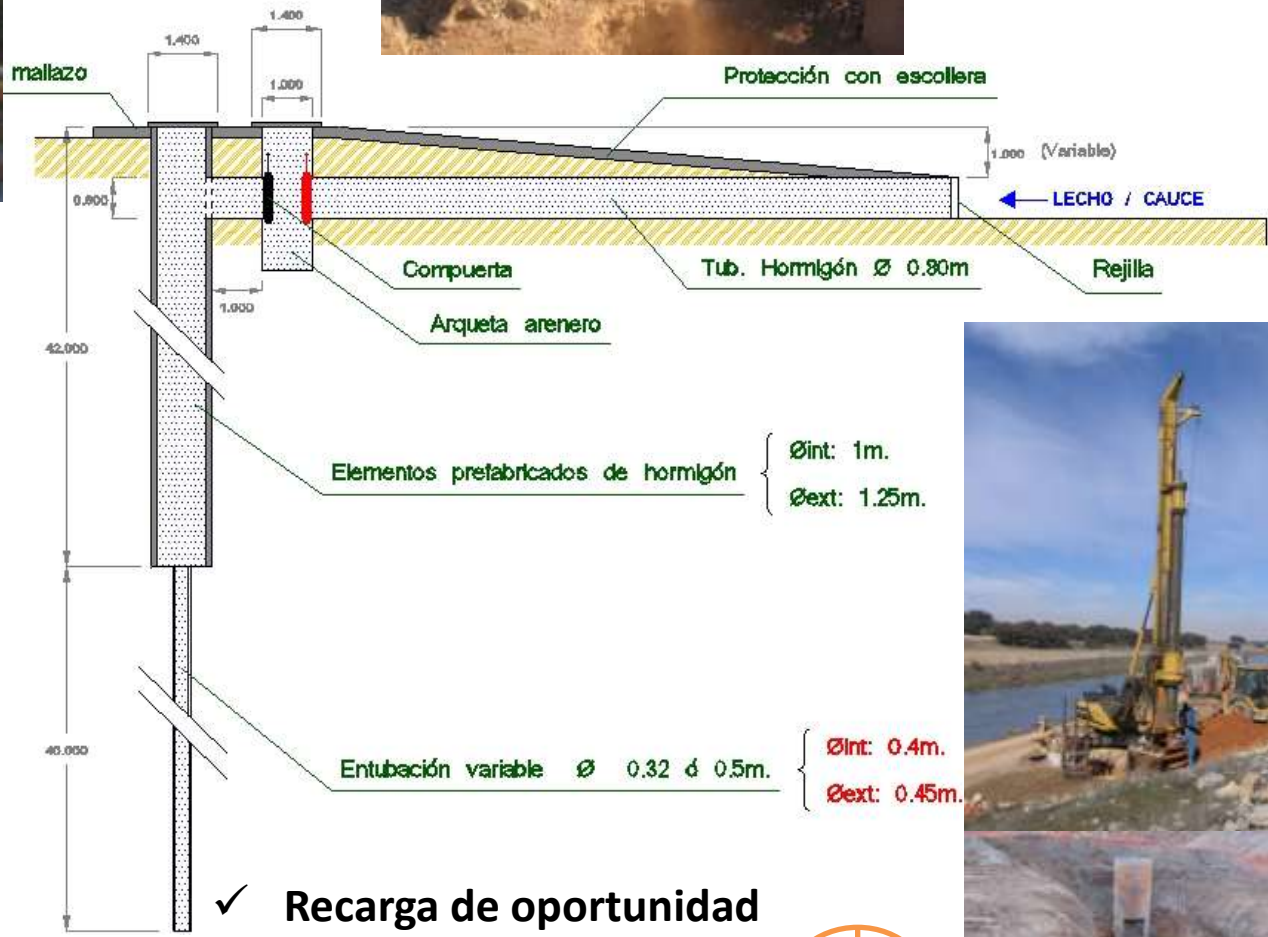 1.400
1.400
mallazo
1.000
Protección con escollera
1.000 (Variable)
0.800
LECHO / CAUCE
Compuerta
Tub. Hormigón Ø 0.80m
Rejilla
1.000
Arqueta arenero
42.000
Elementos prefabricados de hormigón
Øint: 1m.
Øext: 1.25m.
40.000
Entubación variable Ø 0.32 ó 0.5m.
Øint: 0.4m.
Øext: 0.45m.
✓ Recarga de oportunidad